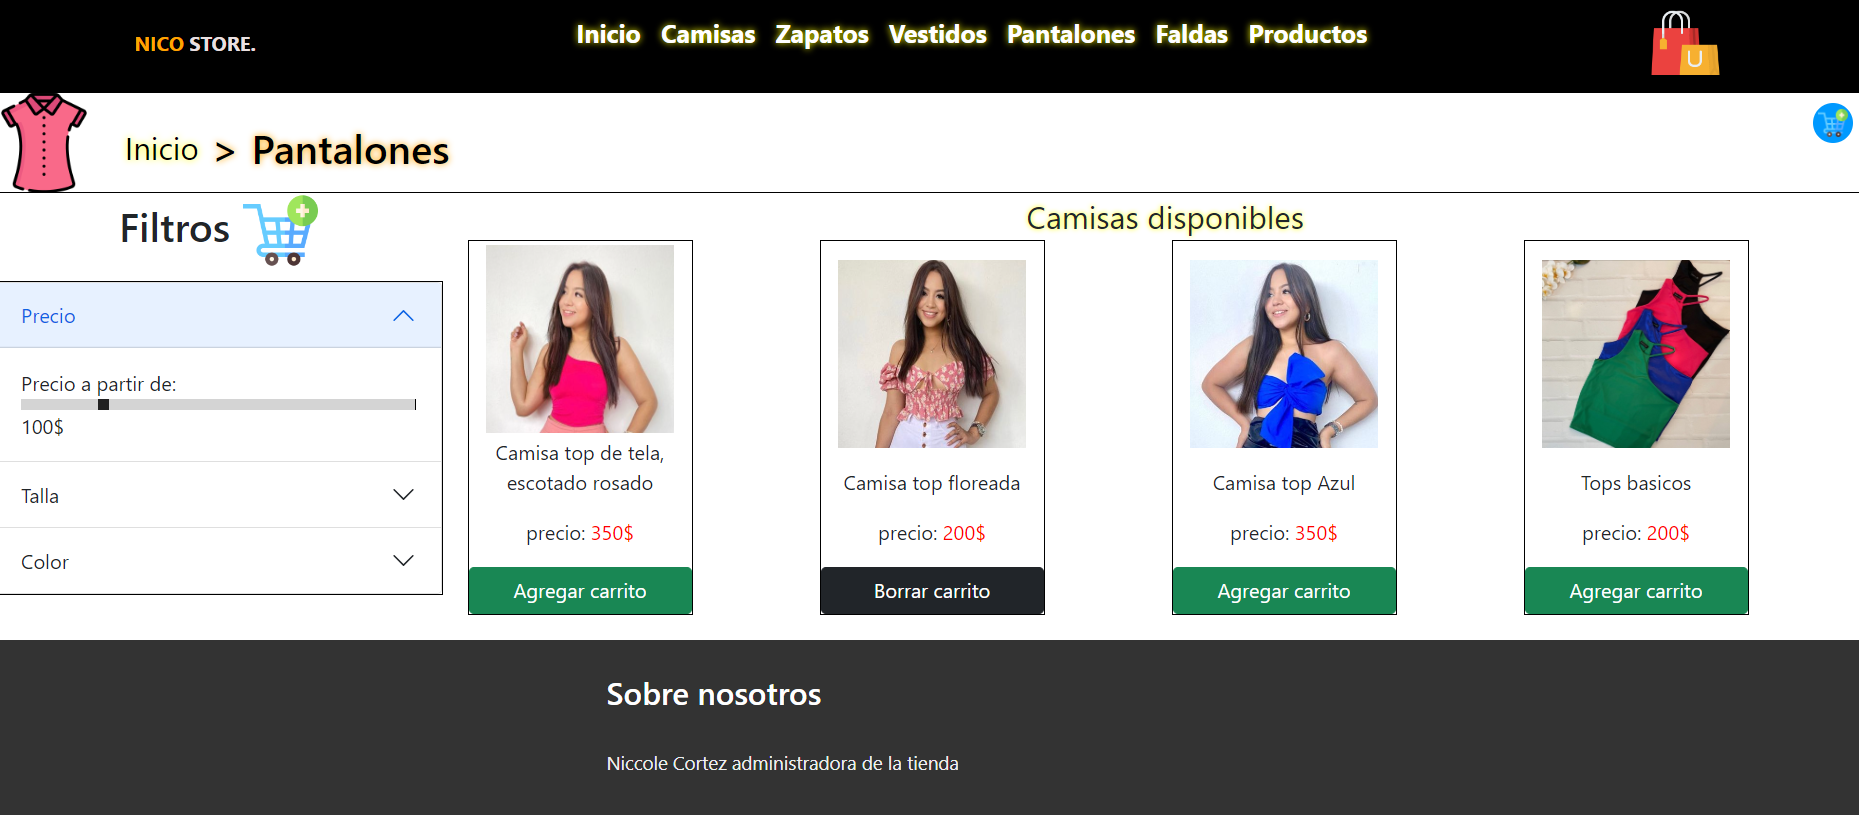 NICO STORE.
Inicio Camisas Zapatos Vestidos Pantalones Faldas Productos
U
Inicio > Pantalones
Filtros
Camisas disponibles
Precio
Precio a partir de:
100$
Talla
Color
Camisa top de tela,
escotado rosado
precio: 350$
Agregar carrito
Camisa top floreada
precio: 200$
Borrar carrito
Camisa top Azul
precio: 350$
Agregar carrito
Tops basicos
precio: 200$
Agregar carrito
Sobre nosotros
Niccole Cortez administradora de la tienda